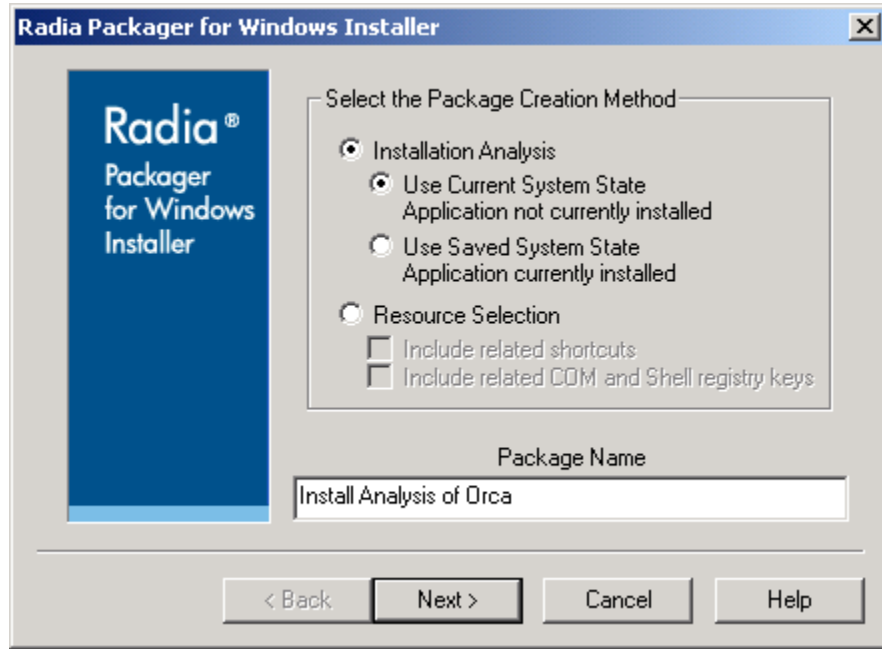 Radia Packager for Windows Installer
Radia ®
Packager
for Windows
Installer
Select the Package Creation Method
Installation Analysis
Use Current System State
Application not currently installed
Use Saved System State
Application currently installed
Resource Selection
Include related shortcuts
Include related COM and Shell registry keys
Package Name
Install Analysis of Orca
< Back
Next >
Cancel
Help